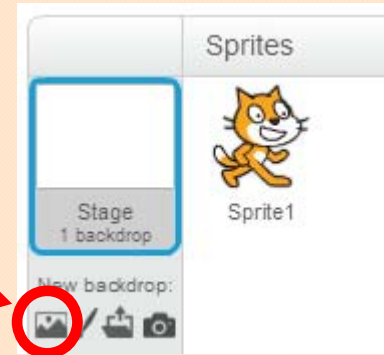 Sprites
Stage
1 backdrop
Sprite1
New backdrop: